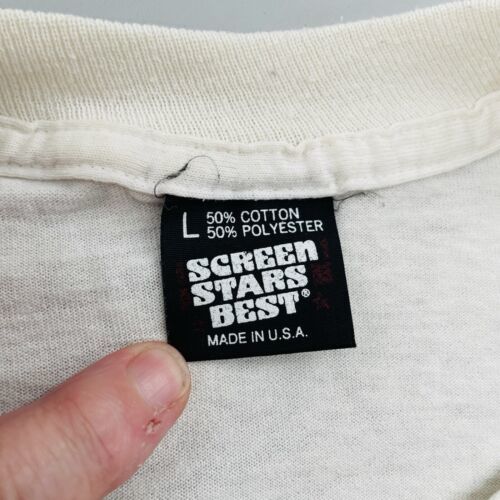 L 50% COTTON
50% POLYESTER
SCREEN
STARS
BEST®
MADE IN U.S.A.